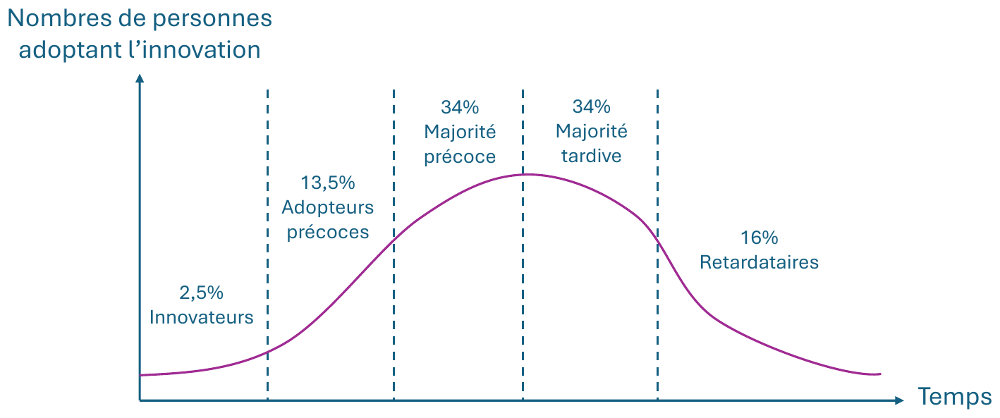 Nombres de personnes
adoptant l’innovation
34%
Majorité
précoce
34%
Majorité
tardive
13,5%
Adopteurs
précoces
16%
Retardataires
2,5%
Innovateurs
Temps